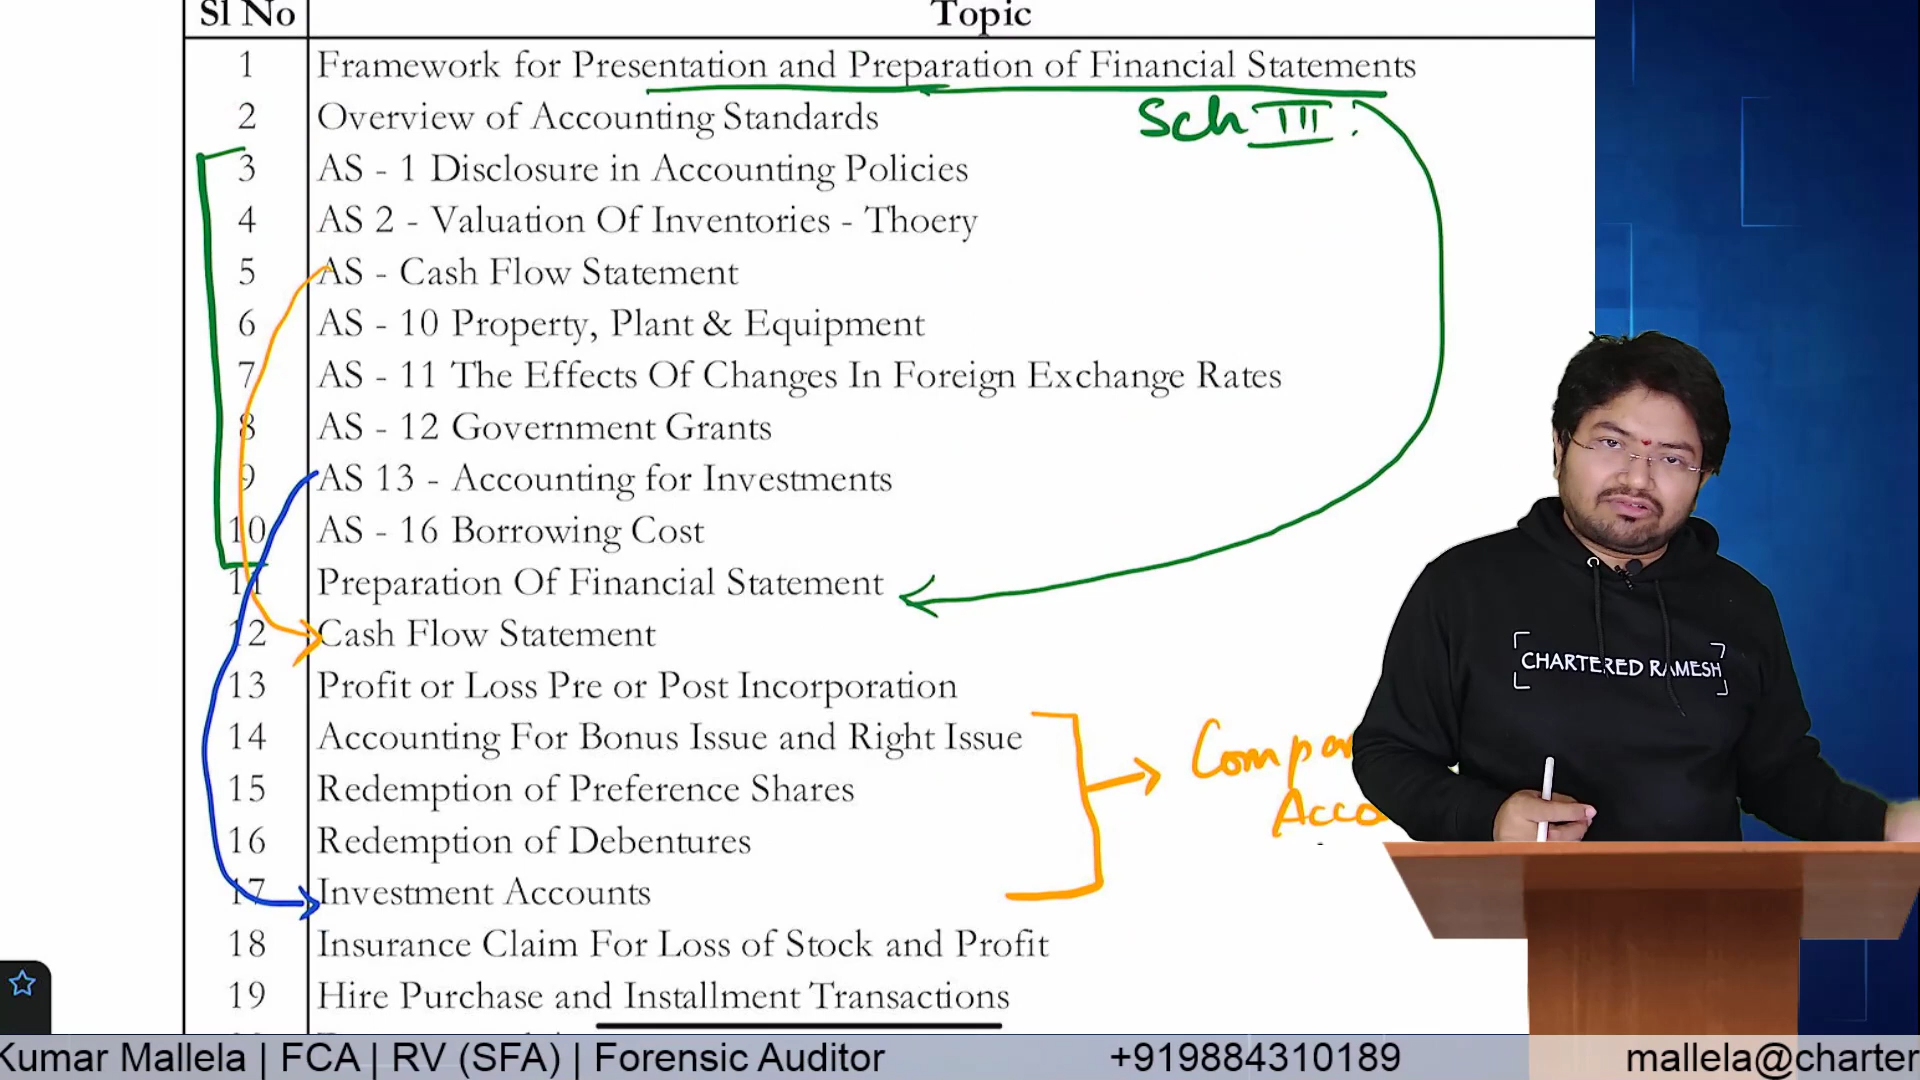 Sl No Topic
1 Framework for Presentation and Preparation of Financial Statements
2 Overview of Accounting Standards
Sch III
3 AS - 1 Disclosure in Accounting Policies
4 AS 2 - Valuation Of Inventories - Thoery
5 AS - Cash Flow Statement
6 AS - 10 Property, Plant & Equipment
7 AS - 11 The Effects Of Changes In Foreign Exchange Rates
8 AS - 12 Government Grants
9 AS 13 - Accounting for Investments
10 AS - 16 Borrowing Cost
11 Preparation Of Financial Statement
12 Cash Flow Statement
13 Profit or Loss Pre or Post Incorporation
14 Accounting For Bonus Issue and Right Issue
15 Redemption of Preference Shares
16 Redemption of Debentures
17 Investment Accounts
18 Insurance Claim For Loss of Stock and Profit
19 Hire Purchase and Installment Transactions
CHARTERED RAMESH
Kumar Mallela | FCA | RV (SFA) | Forensic Auditor +919884310189 mallela@charter